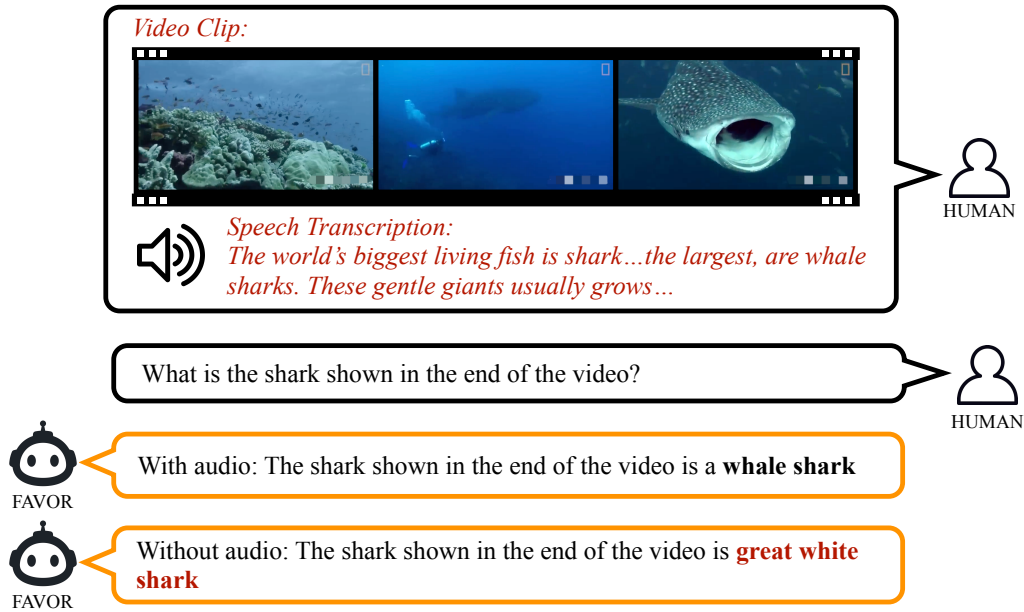 Video Clip:
HUMAN
Speech Transcription:
The world's biggest living fish is shark…the largest, are whale
sharks. These gentle giants usually grows…
What is the shark shown in the end of the video?
HUMAN
With audio: The shark shown in the end of the video is a whale shark
FAVOR
Without audio: The shark shown in the end of the video is great white
shark
FAVOR